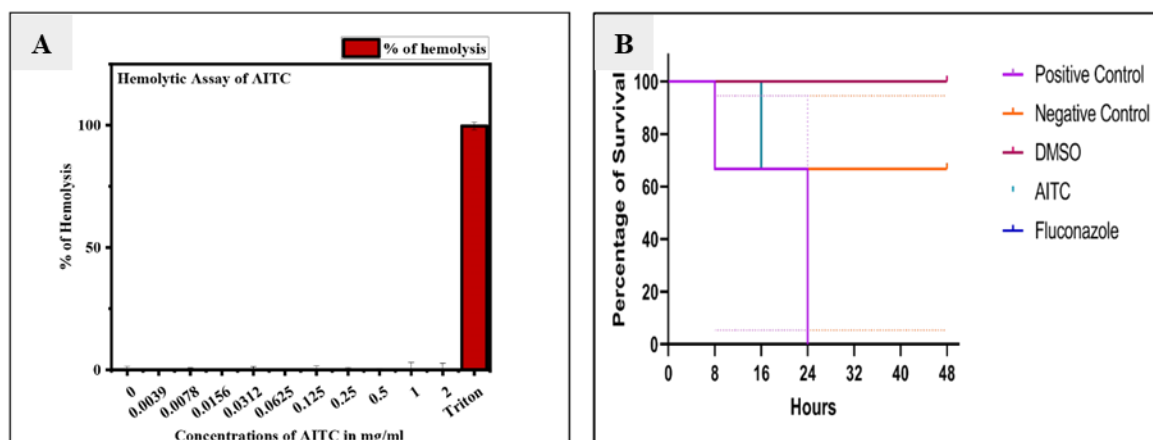 A
% of hemolysis
Hemolytic Assay of AITC
100
50
0
% of Hemolysis
0
0.0039
0.0078
0.0156
0.0312
0.0625
0.125
0.25
0.5
1
2
Triton
Concentrations of AITC in mg/ml
B
Percentage of Survival
100
80
60
40
20
0
0 8 16 24 32 40 48
Hours
Positive Control
Negative Control
DMSO
AITC
Fluconazole